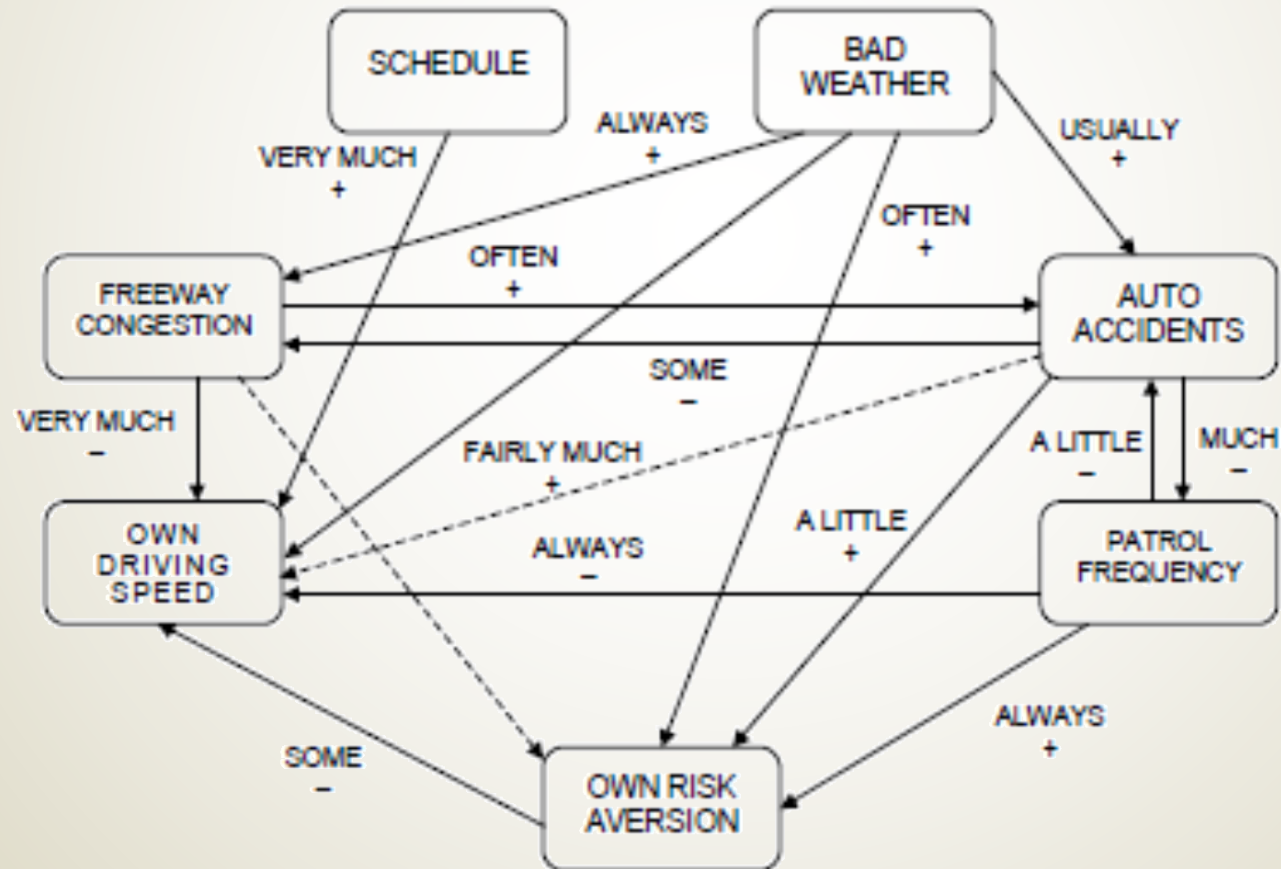 SCHEDULE
BAD
WEATHER
ALWAYS
+
USUALLY
+
VERY MUCH
+
OFTEN
+
OFTEN
+
FREEWAY
CONGESTION
AUTO
ACCIDENTS
SOME
–
VERY MUCH
–
FAIRLY MUCH
+
A LITTLE
–
MUCH
–
OWN
DRIVING
SPEED
ALWAYS
–
A LITTLE
+
PATROL
FREQUENCY
SOME
–
ALWAYS
+
OWN RISK
AVERSION